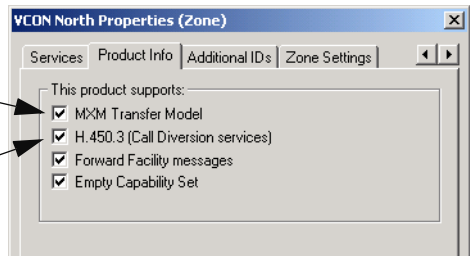 VCON North Properties (Zone)
Services Product Info Additional IDs Zone Settings
This product supports:
MXM Transfer Model
H.450.3 (Call Diversion services)
Forward Facility messages
Empty Capability Set